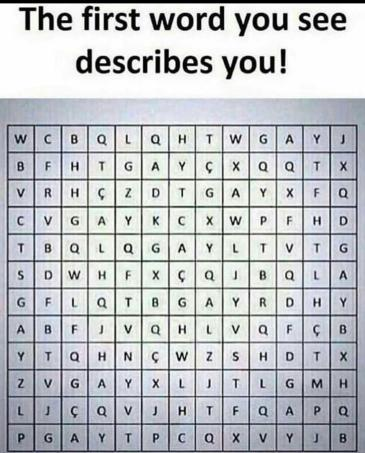 The first word you see
describes you!
W C B Q L Q H T W G A Y J
B F H T G A Y Ç X Q Q T X
V R H Ç Z D T G A Y X F Q
C V G A Y K C X W P F H D
T B Q L Q G A Y L T V T G
S D W H F X Ç Q J B Q L A
G F L Q T B G A Y R D H Y
A B F J V Q H L V Q F Ç B
Y T Q H N Ç W Z S H D T X
Z V G A Y X L J T L G M H
L J Ç Q V J H T F Q A P Q
P G A Y T P C Q X V Y J B